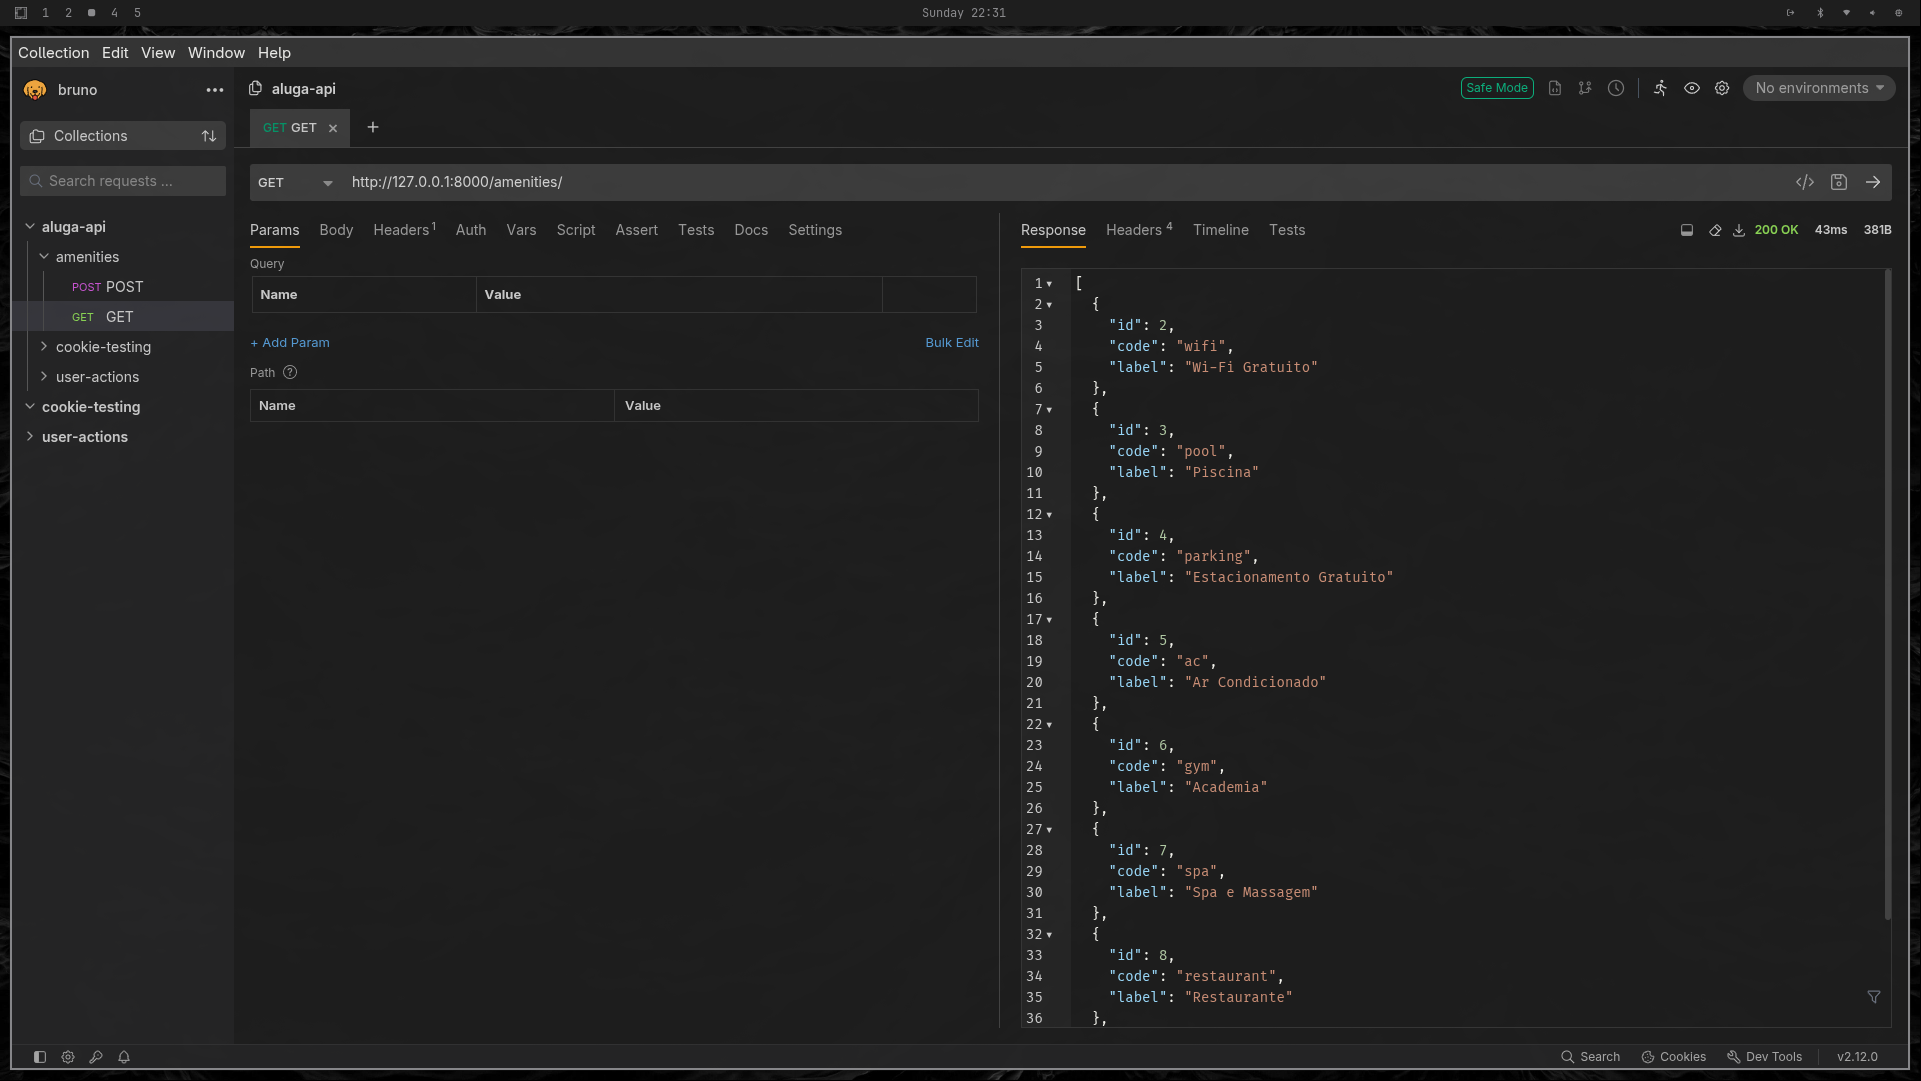 1 2 4 5
Sunday 22:31
Collection Edit View Window Help
bruno
aluga-api
Safe Mode
No environments
Collections
GET GET
Search requests ...
GET
http://127.0.0.1:8000/amenities/
aluga-api
amenities
POST POST
GET GET
cookie-testing
user-actions
cookie-testing
user-actions
Params Body Headers 1 Auth Vars Script Assert Tests Docs Settings
Query
Name Value
+ Add Param
Bulk Edit
Path ?
Name Value
Response Headers 4 Timeline Tests
200 OK 43ms 381B
1 [
2 {
3 "id": 2,
4 "code": "wifi",
5 "label": "Wi-Fi Gratuito"
6 },
7 {
8 "id": 3,
9 "code": "pool",
10 "label": "Piscina"
11 },
12 {
13 "id": 4,
14 "code": "parking",
15 "label": "Estacionamento Gratuito"
16 },
17 {
18 "id": 5,
19 "code": "ac",
20 "label": "Ar Condicionado"
21 },
22 {
23 "id": 6,
24 "code": "gym",
25 "label": "Academia"
26 },
27 {
28 "id": 7,
29 "code": "spa",
30 "label": "Spa e Massagem"
31 },
32 {
33 "id": 8,
34 "code": "restaurant",
35 "label": "Restaurante"
36 },
Search
Cookies
Dev Tools
v2.12.0